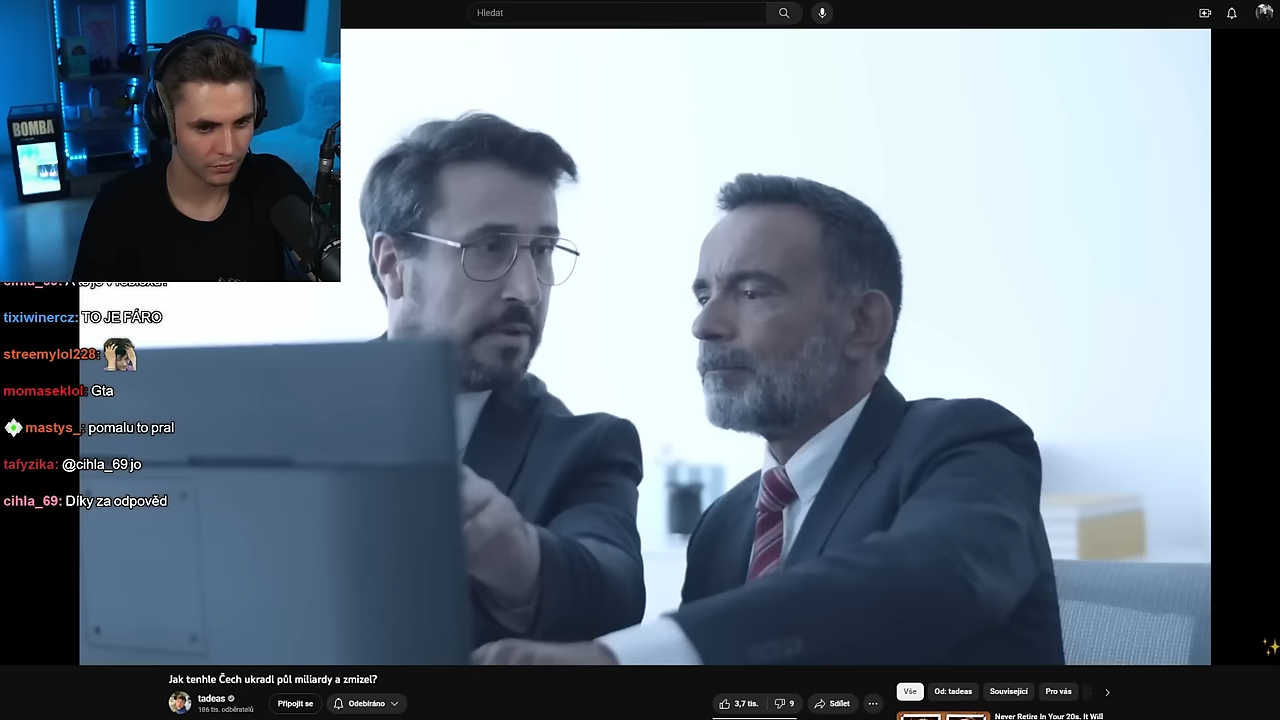 Hledat
BOMBA
tixiwinercz: TO JE FÁRO
streemylol228:
momaseklol: Gta
mastys_: pomalu to pral
tafyzika: @cihla_69 jo
cihla_69: Díky za odpověd
Jak tenhle Čech ukradl půl miliardy a zmizel?
tadeas
186 tis. odběratelů
Připojit se
Odebíráno
3,7 tis.
9
Sdílet
Vše
Od: tadeas
Související
Pro vás
Never Retire In Your 20s. It Will